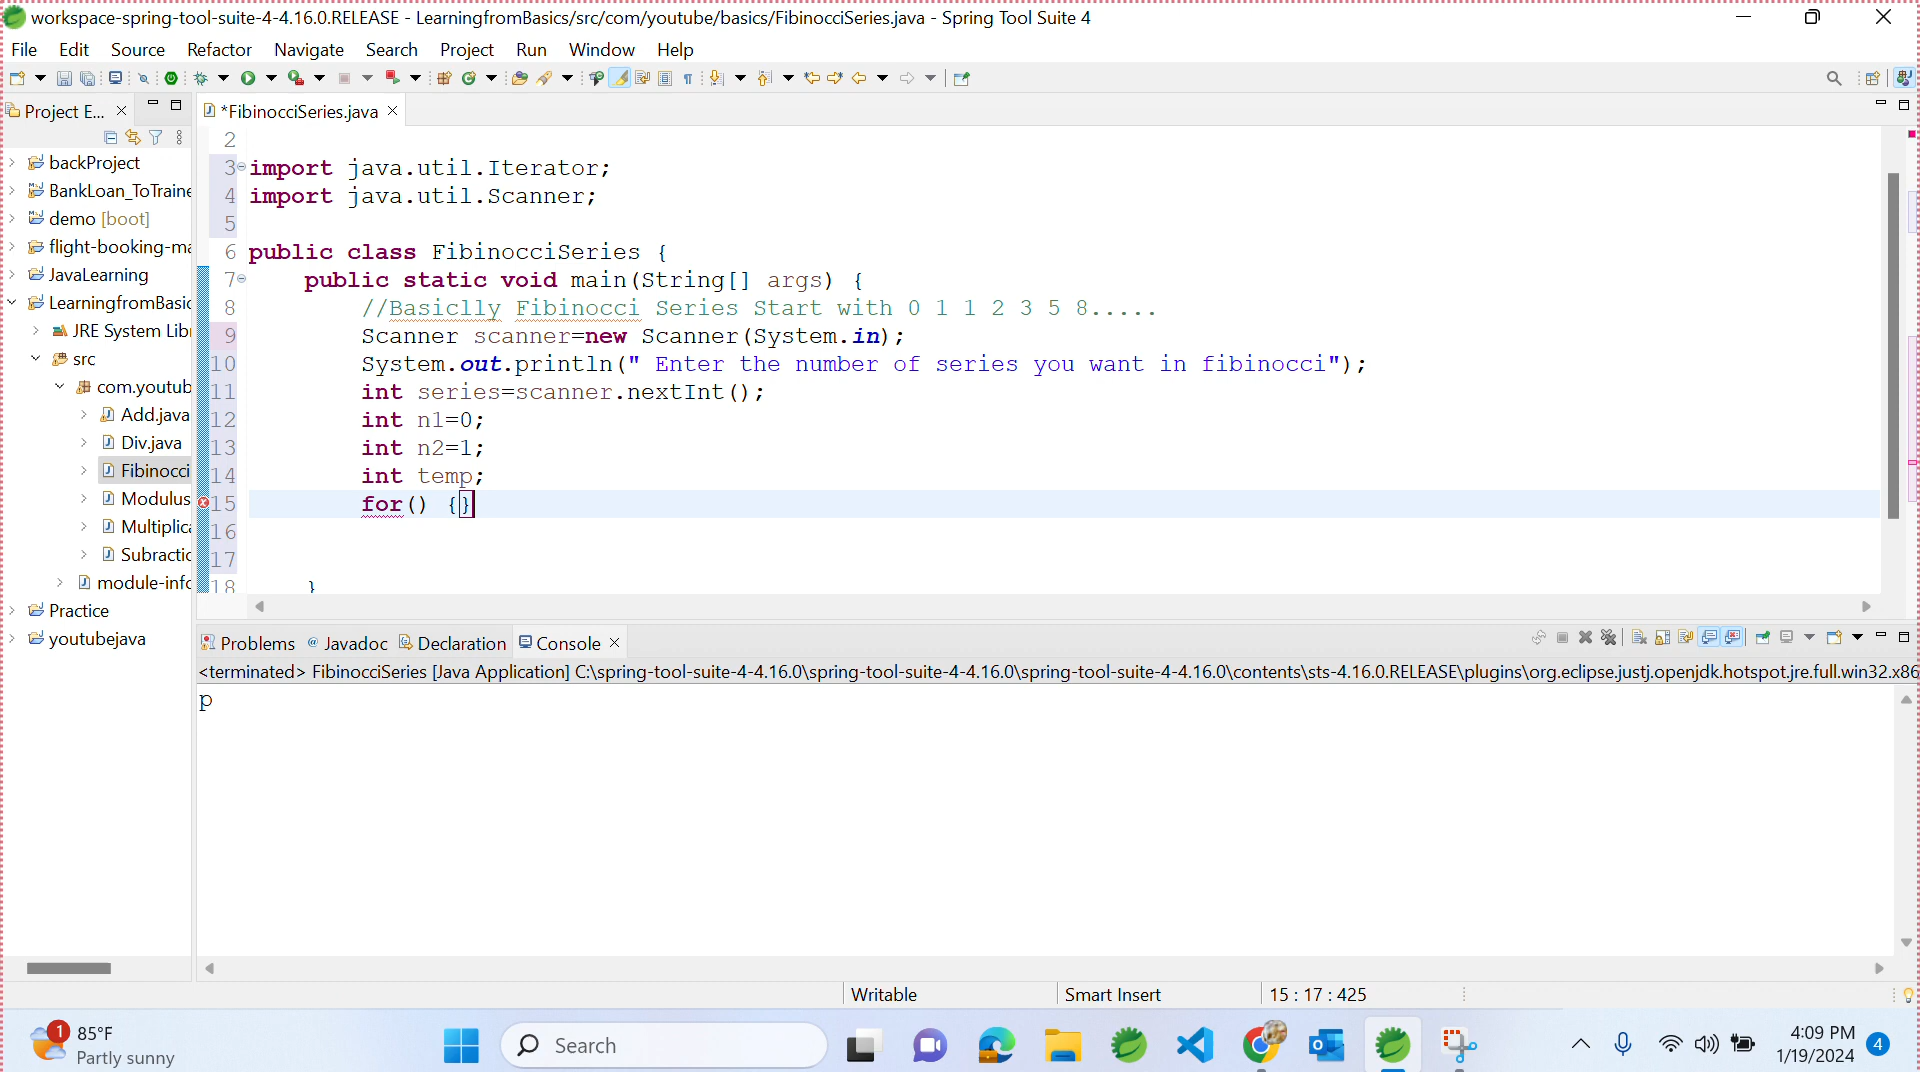 workspace-spring-tool-suite-4-4.16.0.RELEASE - LearningfromBasics/src/com/youtube/basics/FibinocciSeries.java - Spring Tool Suite 4
File Edit Source Refactor Navigate Search Project Run Window Help
Project E...
*FibinocciSeries.java
backProject
BankLoan_ToTraine
demo [boot]
flight-booking-ma
JavaLearning
LearningfromBasic
JRE System Libr
src
com.youtub
Add.java
Div.java
Fibinocci
Modulus
Multiplica
Subractic
module-info
Practice
youtubejava
2
3 import java.util.Iterator;
4 import java.util.Scanner;
5
6 public class FibinocciSeries {
7 public static void main(String[] args) {
8 //Basiclly Fibinocci Series Start with 0 1 1 2 3 5 8.....
9 Scanner scanner=new Scanner(System.in);
10 System.out.println(" Enter the number of series you want in fibinocci");
11 int series=scanner.nextInt();
12 int n1=0;
13 int n2=1;
14 int temp;
15 for() {}
16
17
18 }
Problems Javadoc Declaration Console
<terminated> FibinocciSeries [Java Application] C:\spring-tool-suite-4-4.16.0\spring-tool-suite-4-4.16.0\spring-tool-suite-4-4.16.0\contents\sts-4.16.0.RELEASE\plugins\org.eclipse.justj.openjdk.hotspot.jre.full.win32.x86
p
Writable Smart Insert 15 : 17 : 425
1
85°F
Partly sunny
Search
4:09 PM
1/19/2024
4